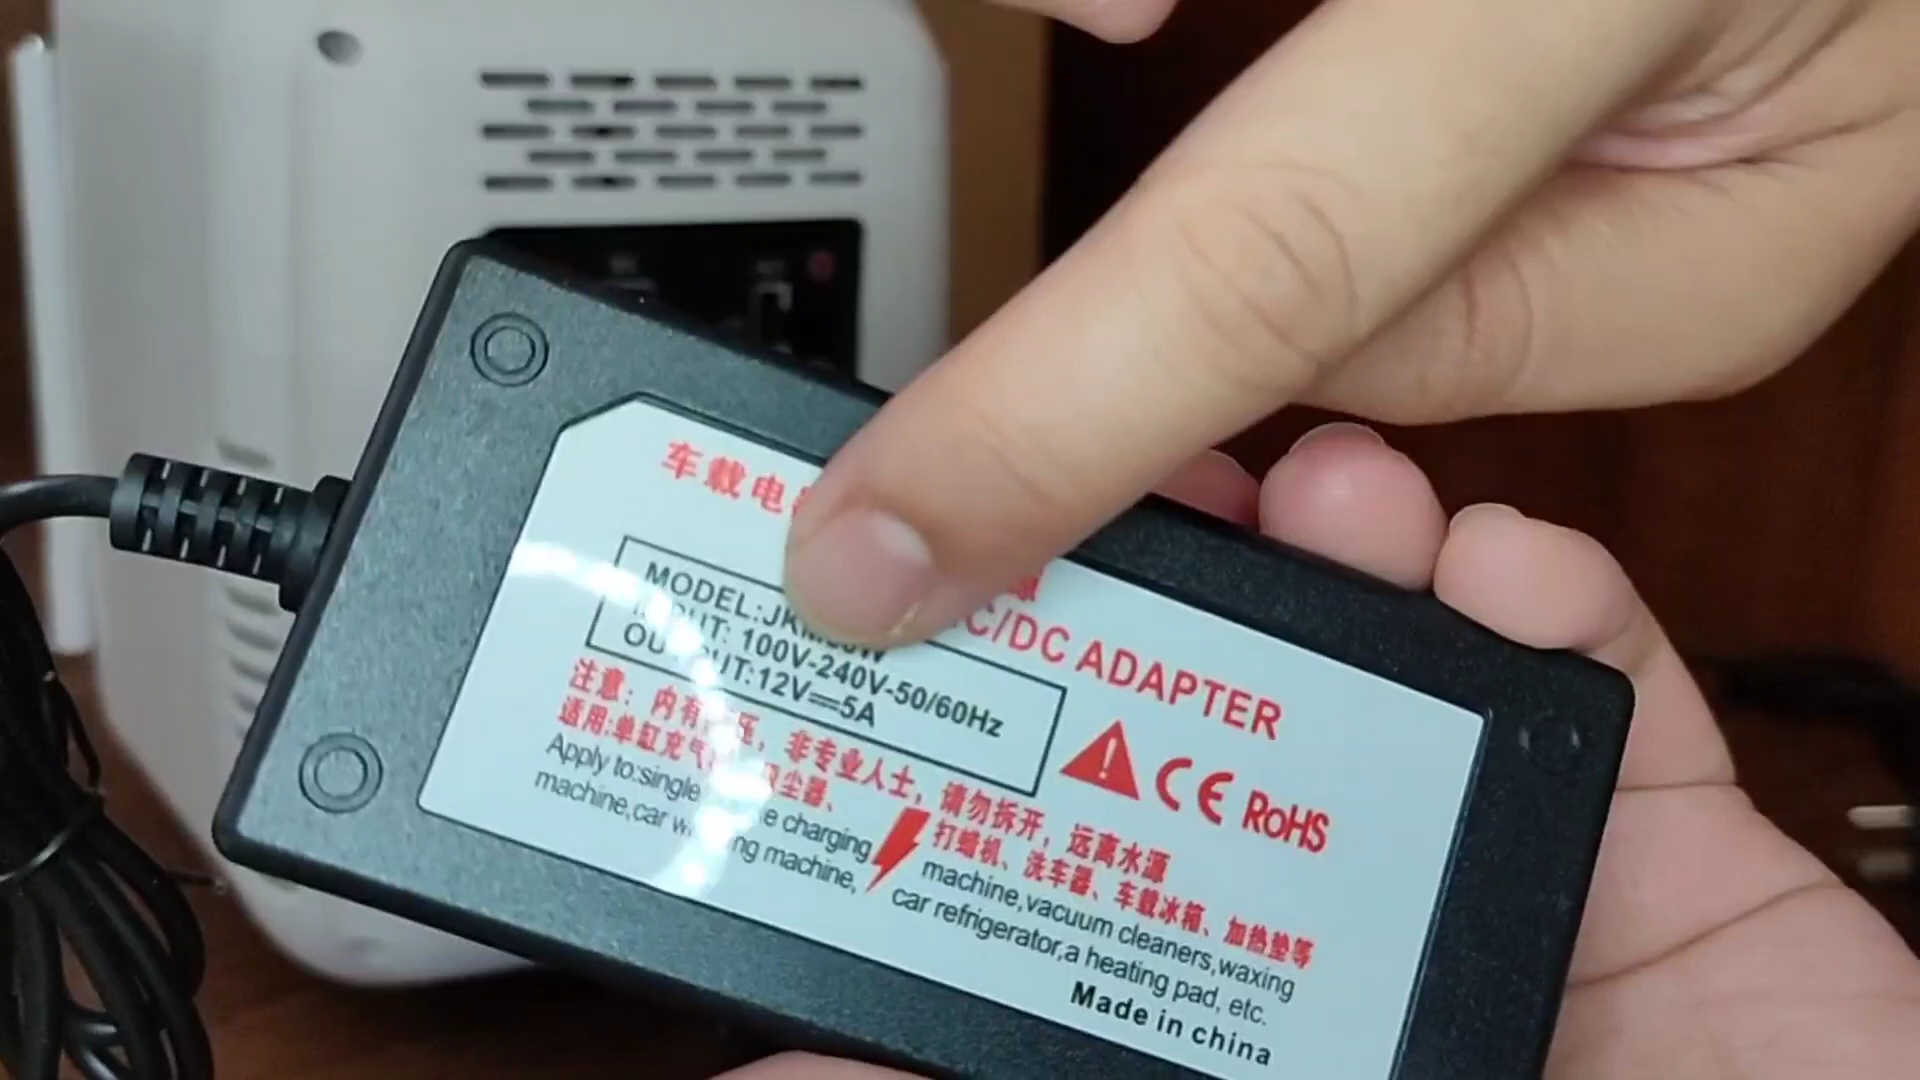 车载电
C/DC ADAPTER
MODEL:JKM
INPUT: 100V-240V-50/60Hz
OUTPUT:12V⎓5A
CE RoHS
注意：内有 压，非专业人士，请勿拆开，远离水源
适用:单缸充气 吸尘器、打蜡机、洗车器、车载冰箱、加热垫等
Apply to:single charging machine,vacuum cleaners,waxing
machine,car machine, car refrigerator,a heating pad, etc.
Made in china